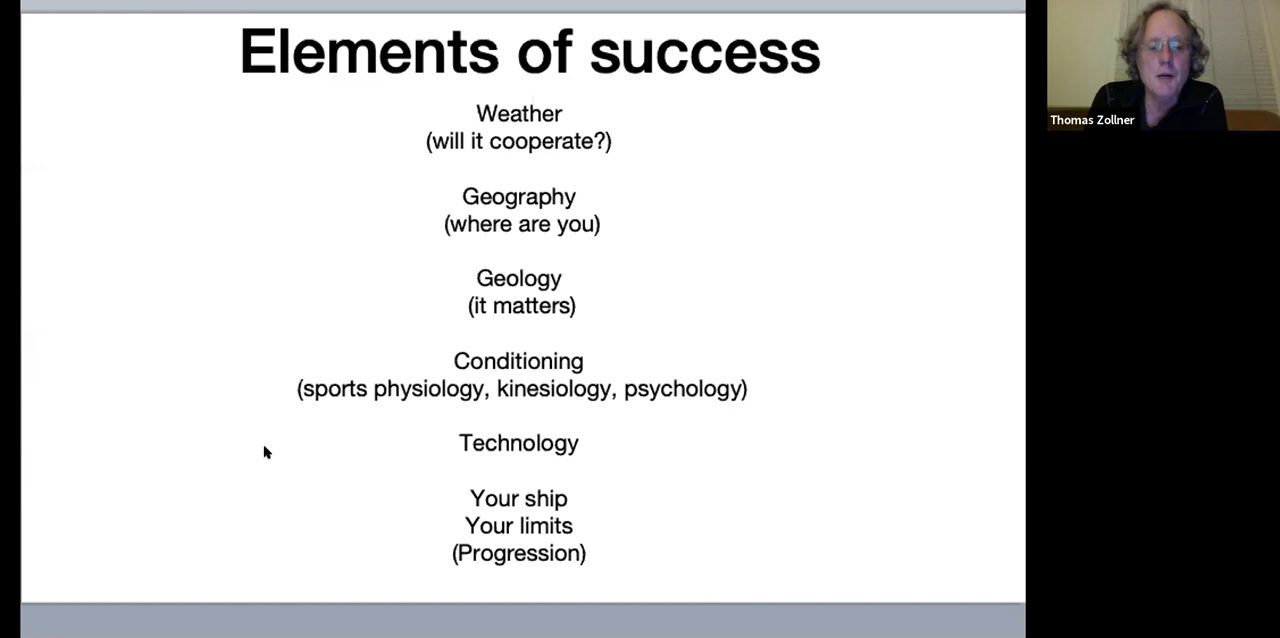 Elements of success
Weather
(will it cooperate?)
Geography
(where are you)
Geology
(it matters)
Conditioning
(sports physiology, kinesiology, psychology)
Technology
Your ship
Your limits
(Progression)
Thomas Zollner